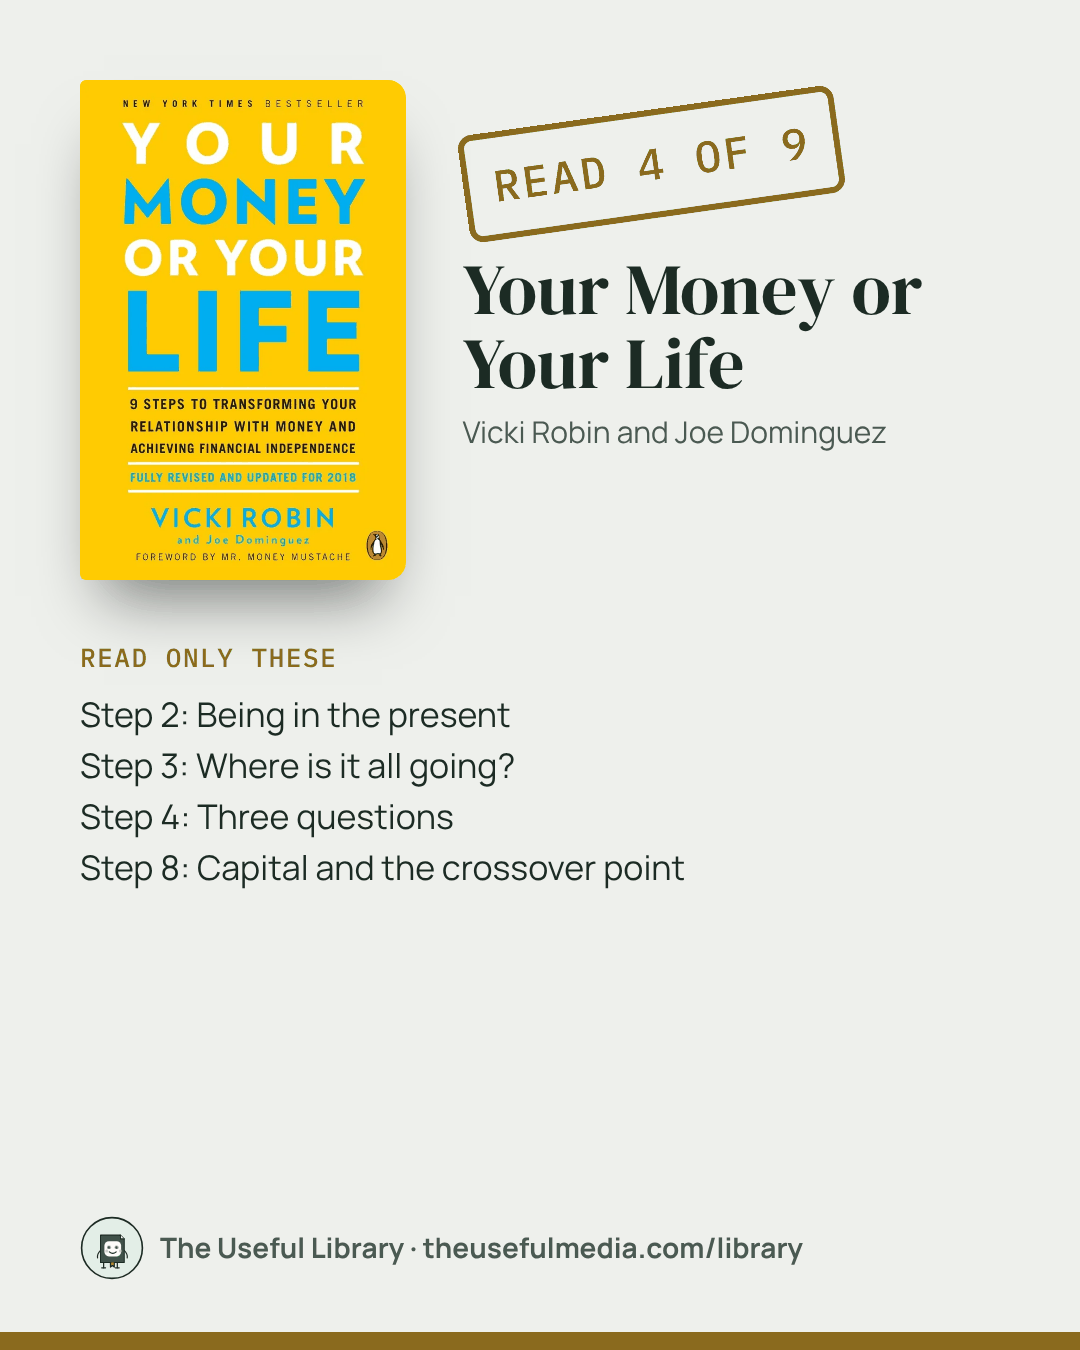 NEW YORK TIMES BESTSELLER
YOUR
MONEY
OR YOUR
LIFE
9 STEPS TO TRANSFORMING YOUR
RELATIONSHIP WITH MONEY AND
ACHIEVING FINANCIAL INDEPENDENCE
FULLY REVISED AND UPDATED FOR 2018
VICKI ROBIN
and Joe Dominguez
FOREWORD BY MR. MONEY MUSTACHE
READ 4 OF 9
Your Money or
Your Life
Vicki Robin and Joe Dominguez
READ ONLY THESE
Step 2: Being in the present
Step 3: Where is it all going?
Step 4: Three questions
Step 8: Capital and the crossover point
The Useful Library · theusefulmedia.com/library